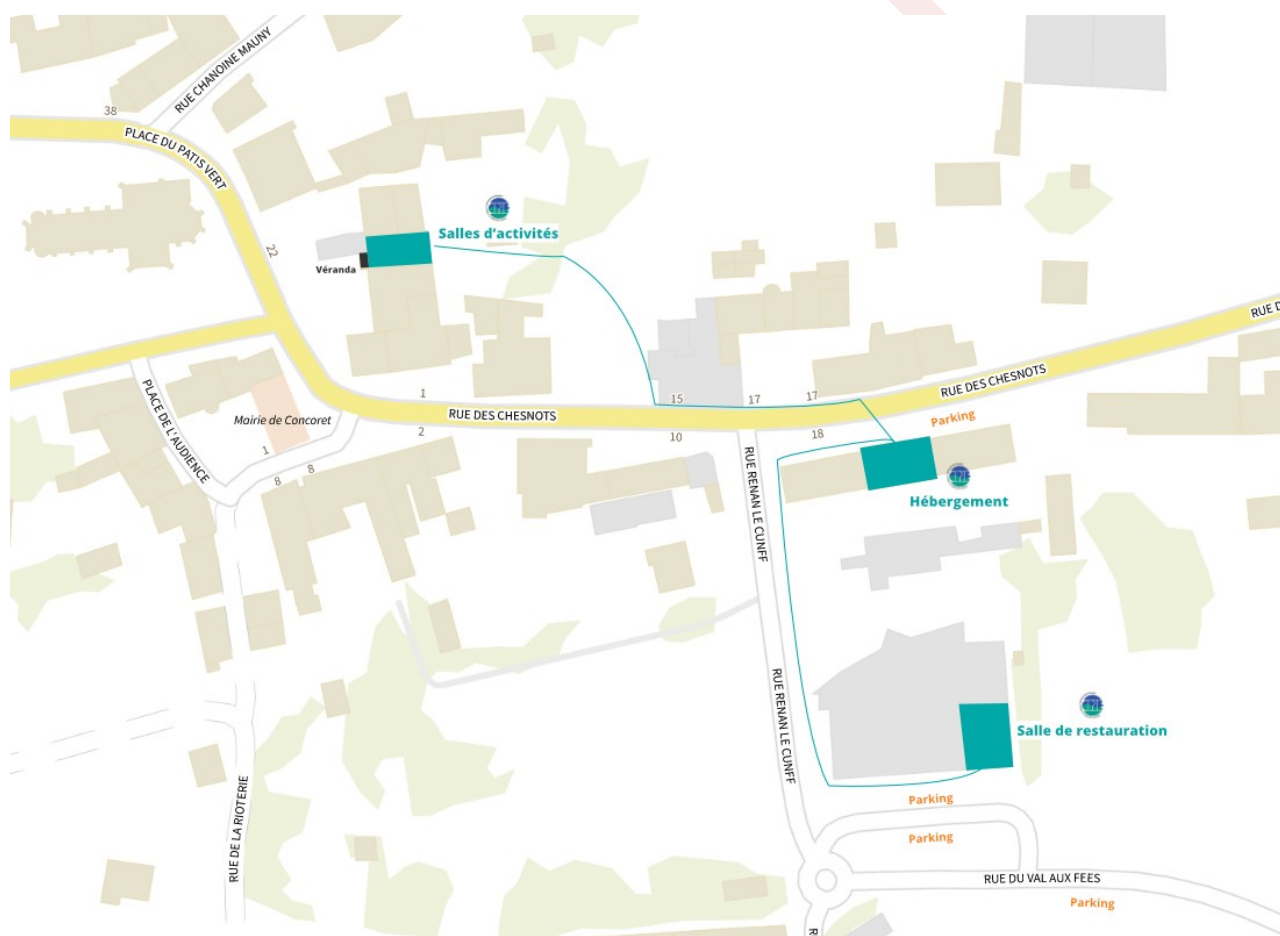 RUE CHANOINE MAUNY
38
PLACE DU PATIS VERT
22
Salles d'activités
Véranda
RUE D
PLACE DE L'AUDIENCE
Mairie de Concoret
1
8
8
1
RUE DES CHESNOTS
2
15
10
17
17
18
RUE DES CHESNOTS
Parking
Hébergement
RUE RENAN LE CUNFF
RUE RENAN LE CUNFF
Salle de restauration
Parking
Parking
RUE DE LA RIOTERIE
RUE DU VAL AUX FEES
Parking
R